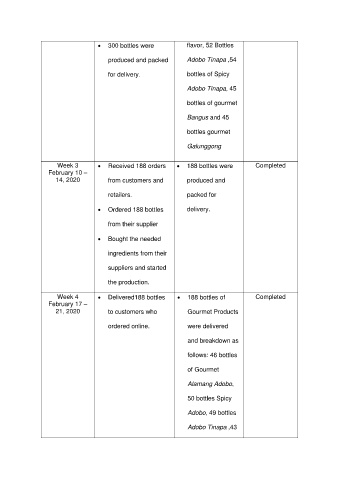 • 300 bottles were
produced and packed
for delivery.
flavor, 52 Bottles
Adobo Tinapa ,54
bottles of Spicy
Adobo Tinapa, 45
bottles of gourmet
Bangus and 45
bottles gourmet
Galunggong
Week 3
February 10 –
14, 2020
• Received 188 orders
from customers and
retailers.
• Ordered 188 bottles
from their supplier
• Bought the needed
ingredients from their
suppliers and started
the production.
• 188 bottles were
produced and
packed for
delivery.
Completed
Week 4
February 17 –
21, 2020
• Delivered188 bottles
to customers who
ordered online.
• 188 bottles of
Gourmet Products
were delivered
and breakdown as
follows: 46 bottles
of Gourmet
Alamang Adobo,
50 bottles Spicy
Adobo, 49 bottles
Adobo Tinapa ,43
Completed